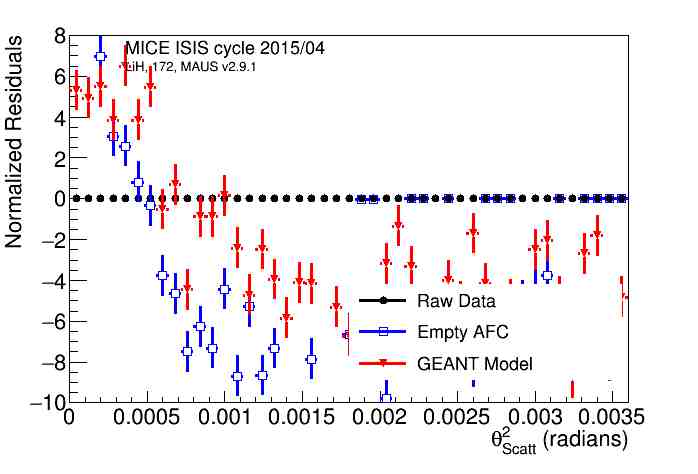 MICE ISIS cycle 2015/04
LiH, 172, MAUS v2.9.1
Normalized Residuals
8
6
4
2
0
−2
−4
−6
−8
−10
Raw Data
Empty AFC
GEANT Model
0 0.0005 0.001 0.0015 0.002 0.0025 0.003 0.0035
θ²Scatt (radians)